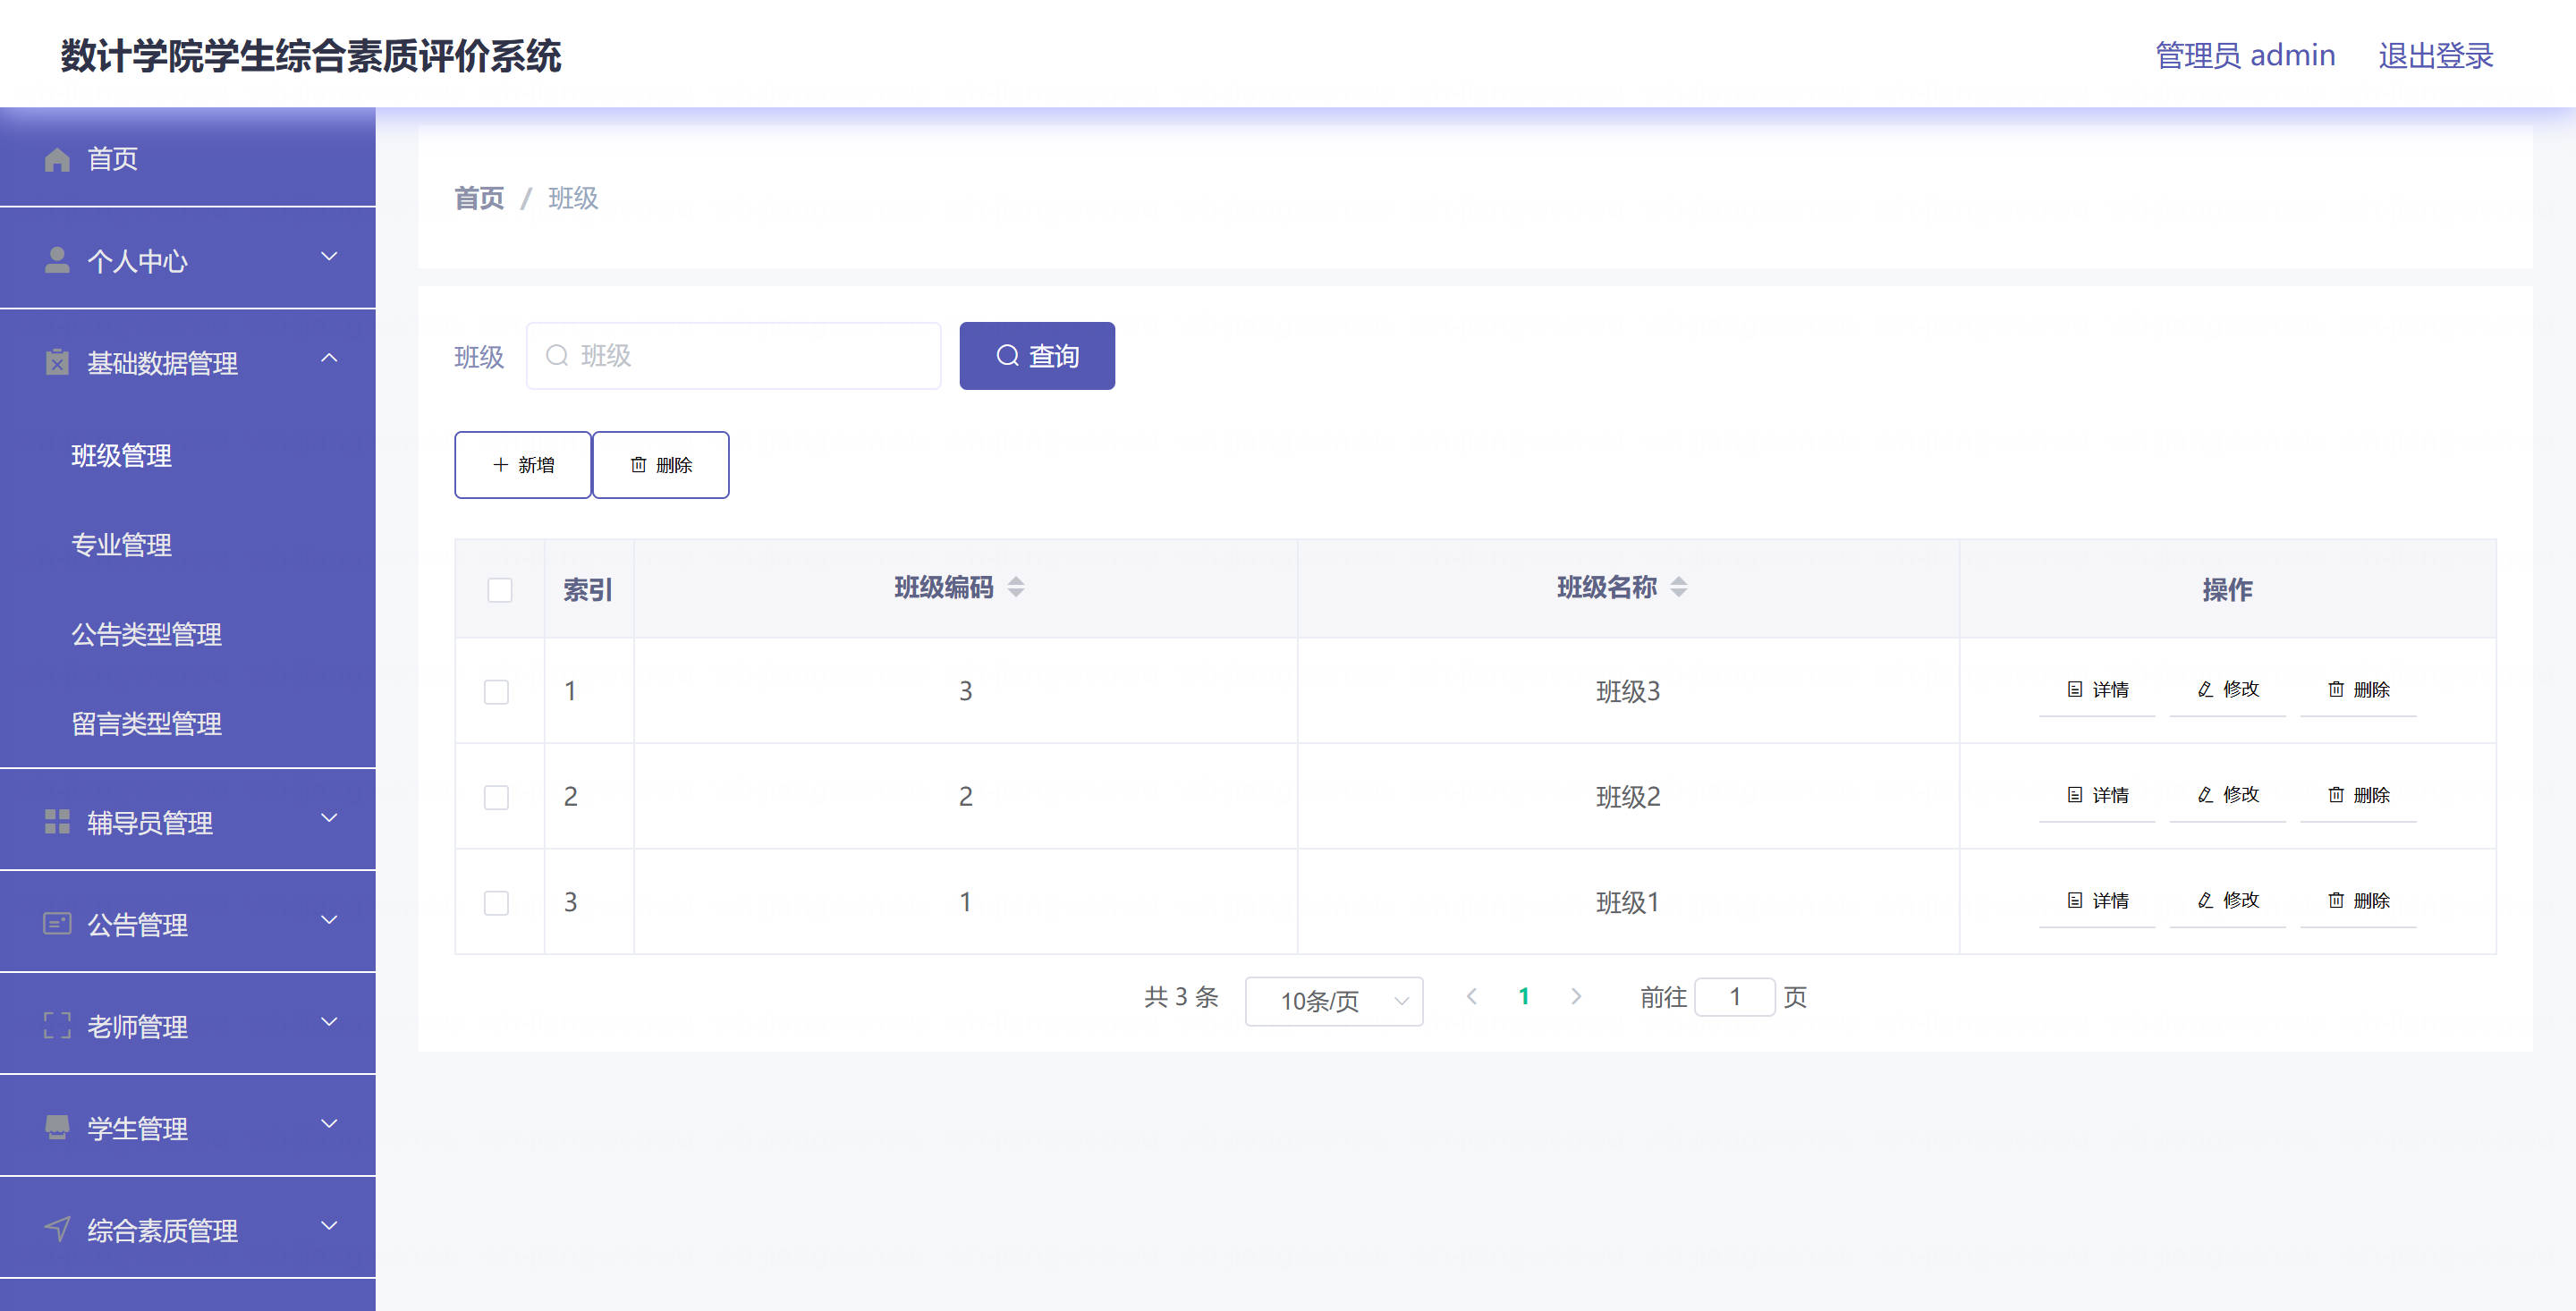 数计学院学生综合素质评价系统
管理员 admin 退出登录
首页
个人中心
基础数据管理
班级管理
专业管理
公告类型管理
留言类型管理
辅导员管理
公告管理
老师管理
学生管理
综合素质管理
首页 / 班级
班级 班级 查询
新增 删除
索引 班级编码 班级名称 操作
1 3 班级3 详情 修改 删除
2 2 班级2 详情 修改 删除
3 1 班级1 详情 修改 删除
共 3 条 10条/页 1 前往 1 页